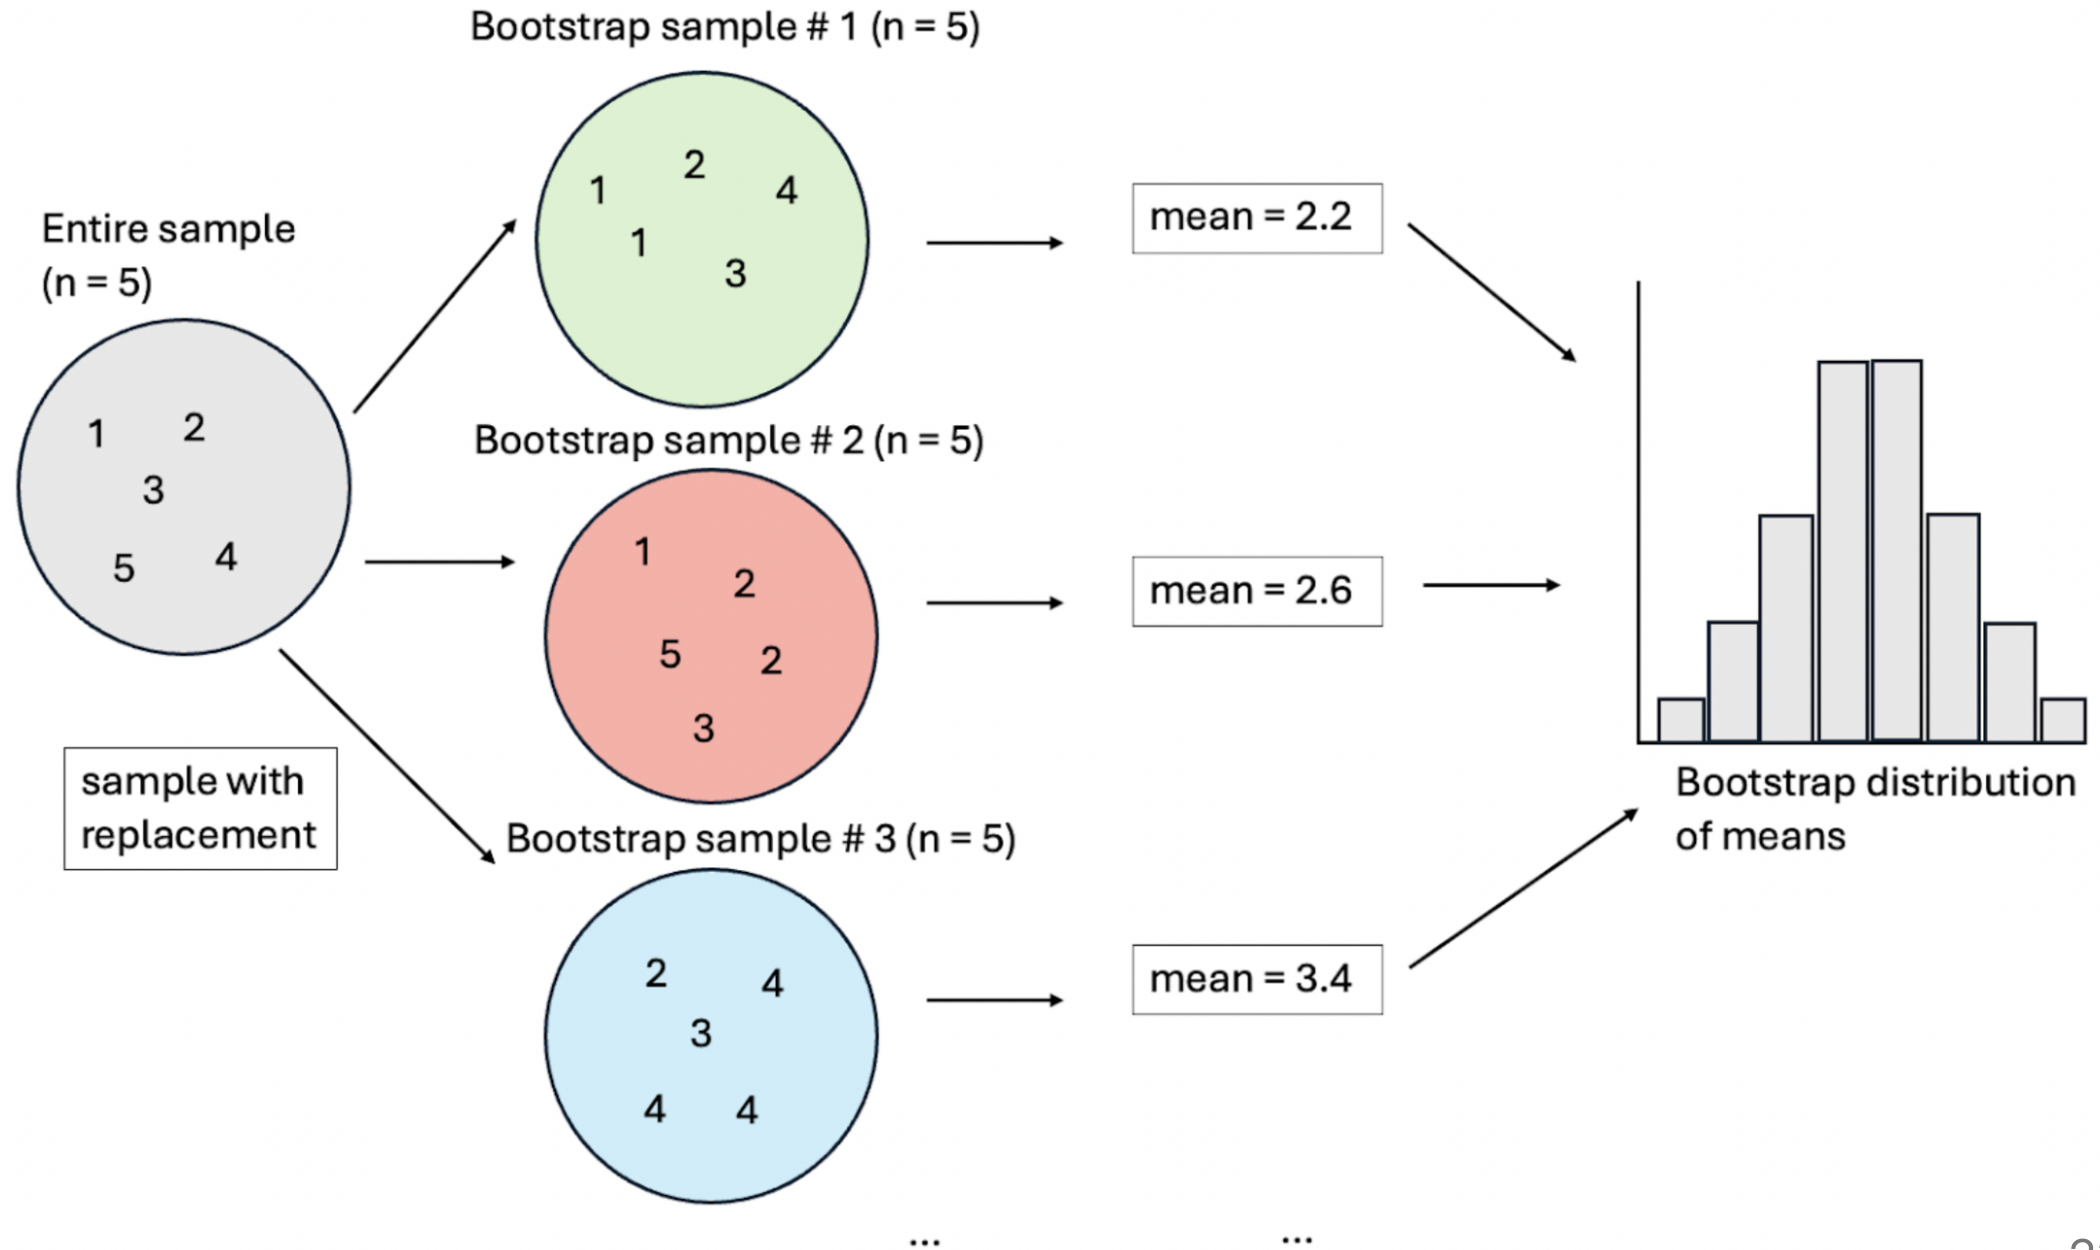 Bootstrap sample # 1 (n = 5)
1
2
4
1
3
mean = 2.2
Entire sample
(n = 5)
1
2
3
5
4
sample with
replacement
Bootstrap sample # 2 (n = 5)
1
2
5
2
3
mean = 2.6
Bootstrap sample # 3 (n = 5)
2
4
3
4
4
mean = 3.4
Bootstrap distribution
of means
...
...